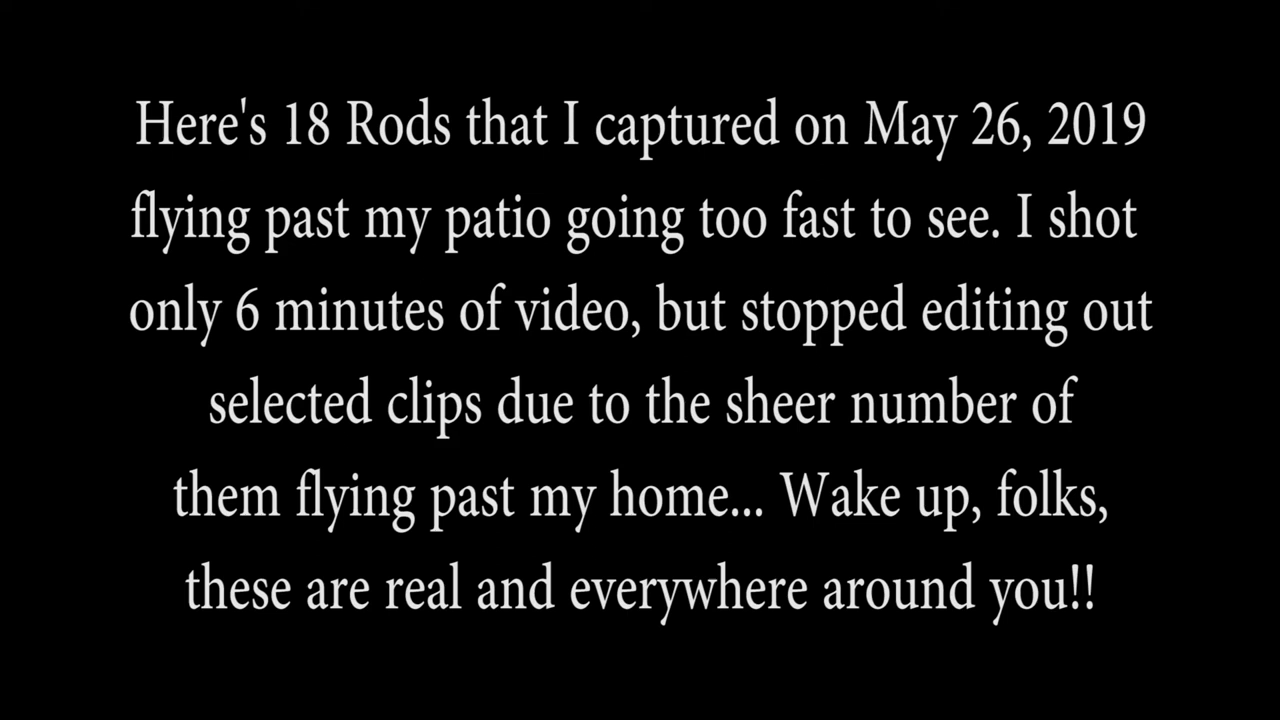 Here's 18 Rods that I captured on May 26, 2019
flying past my patio going too fast to see. I shot
only 6 minutes of video, but stopped editing out
selected clips due to the sheer number of
them flying past my home... Wake up, folks,
these are real and everywhere around you!!